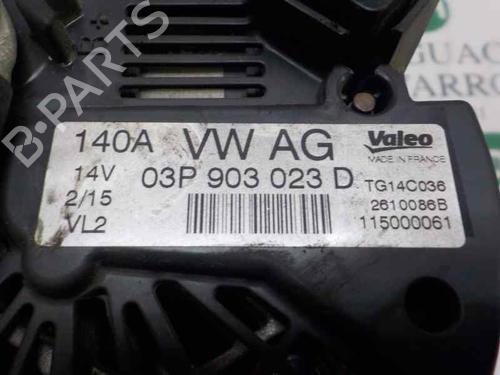 B+
140A VW AG Valeo
MADE IN FRANCE
14V 03P 903 023 D TG14C036
2/15 2610086B
VL2 115000061
B-PARTS